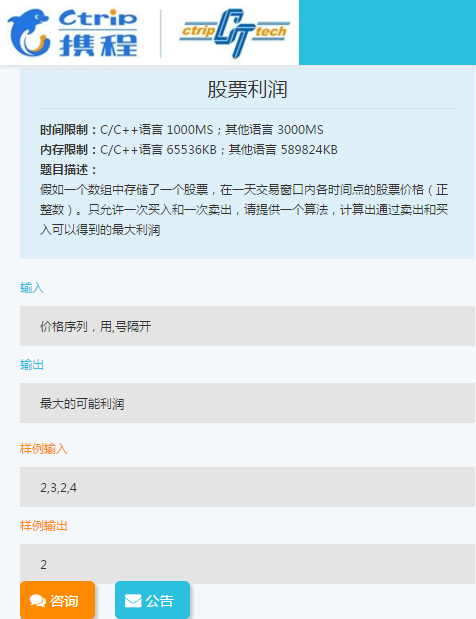 Ctrip
携程
ctrip CT tech
股票利润
时间限制：C/C++语言 1000MS；其他语言 3000MS
内存限制：C/C++语言 65536KB；其他语言 589824KB
题目描述：
假如一个数组中存储了一个股票，在一天交易窗口内各时间点的股票价格（正
整数）。只允许一次买入和一次卖出，请提供一个算法，计算出通过卖出和买
入可以得到的最大利润
输入
价格序列，用,号隔开
输出
最大的可能利润
样例输入
2,3,2,4
样例输出
2
咨询
公告